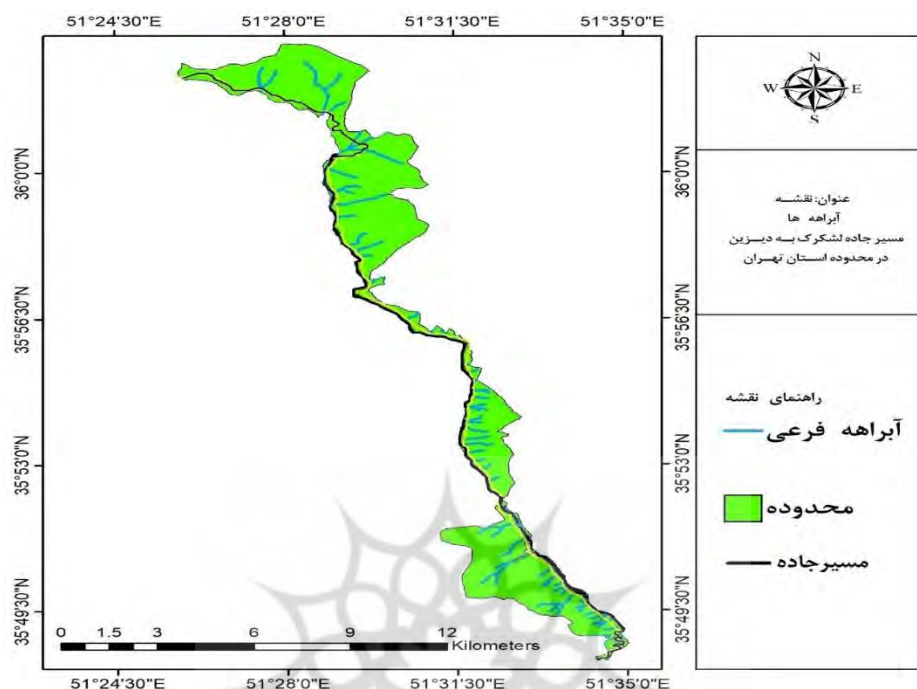 51°24'30"E 51°28'0"E 51°31'30"E 51°35'0"E
36°0'0"N
35°56'30"N
35°53'0"N
35°49'30"N
36°0'0"N
35°56'30"N
35°53'0"N
35°49'30"N
0 1.5 3 6 9 12
Kilometers
51°24'30"E 51°28'0"E 51°31'30"E 51°35'0"E
N
W E
S
عنوان: نقشه
آبراهه ها
مسیر جاده لشکرک به دیزین
در محدوده استان تهران
راهنمای نقشه
آبراهه فرعی
محدوده
مسیر جاده